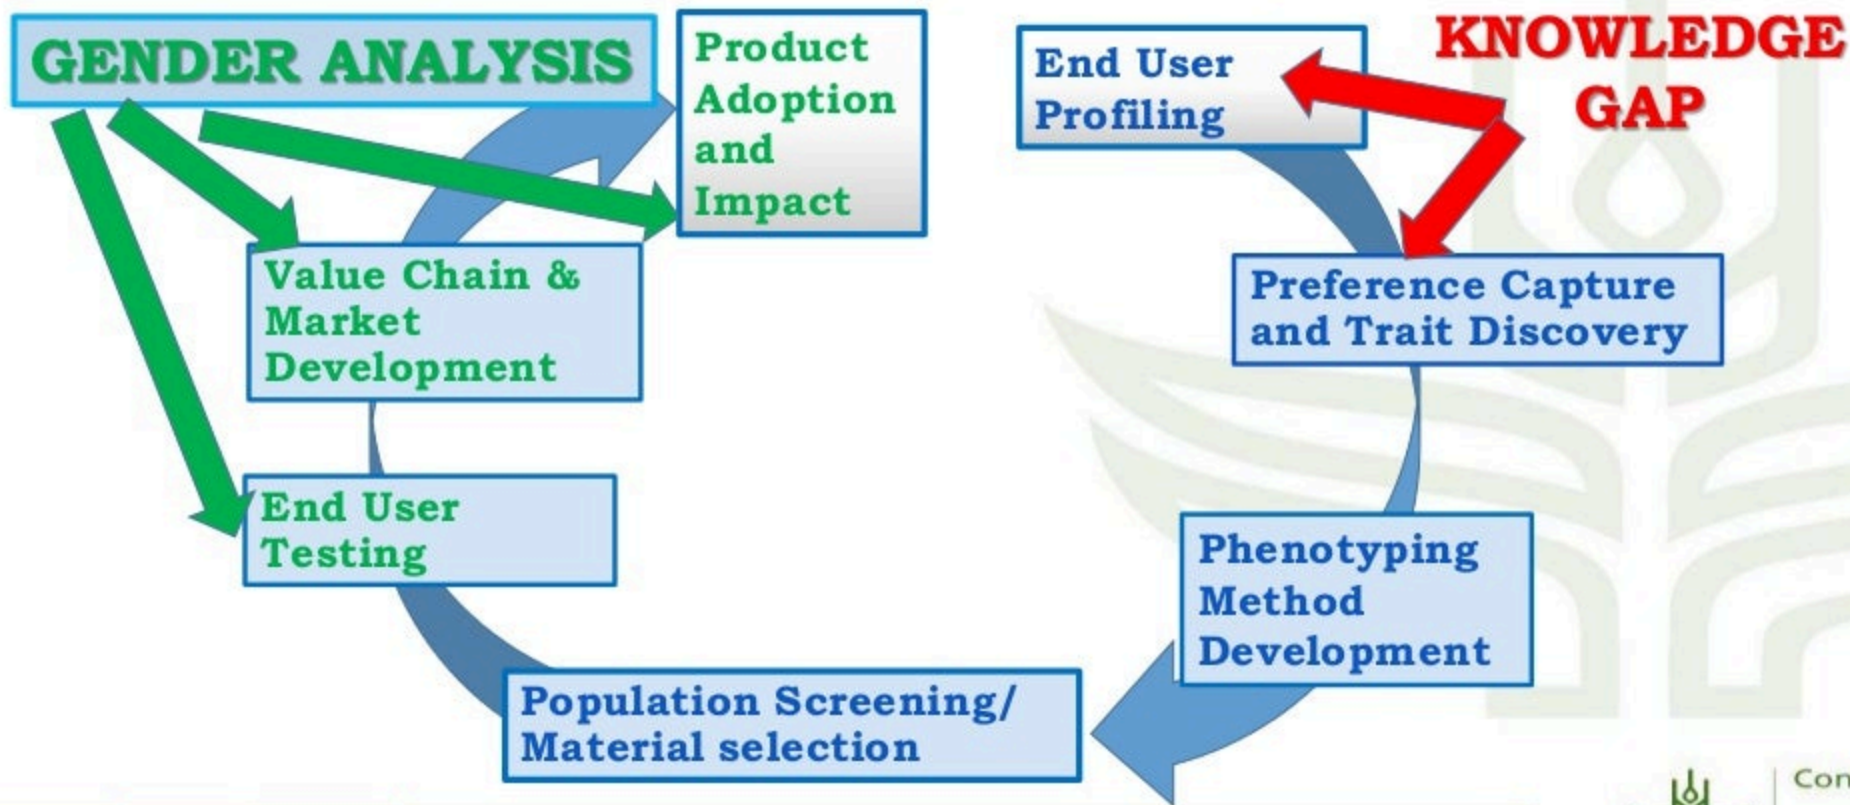 GENDER ANALYSIS
Product
Adoption
and
Impact
End User
Profiling
KNOWLEDGE
GAP
Value Chain &
Market
Development
Preference Capture
and Trait Discovery
End User
Testing
Phenotyping
Method
Development
Population Screening/
Material selection
Con